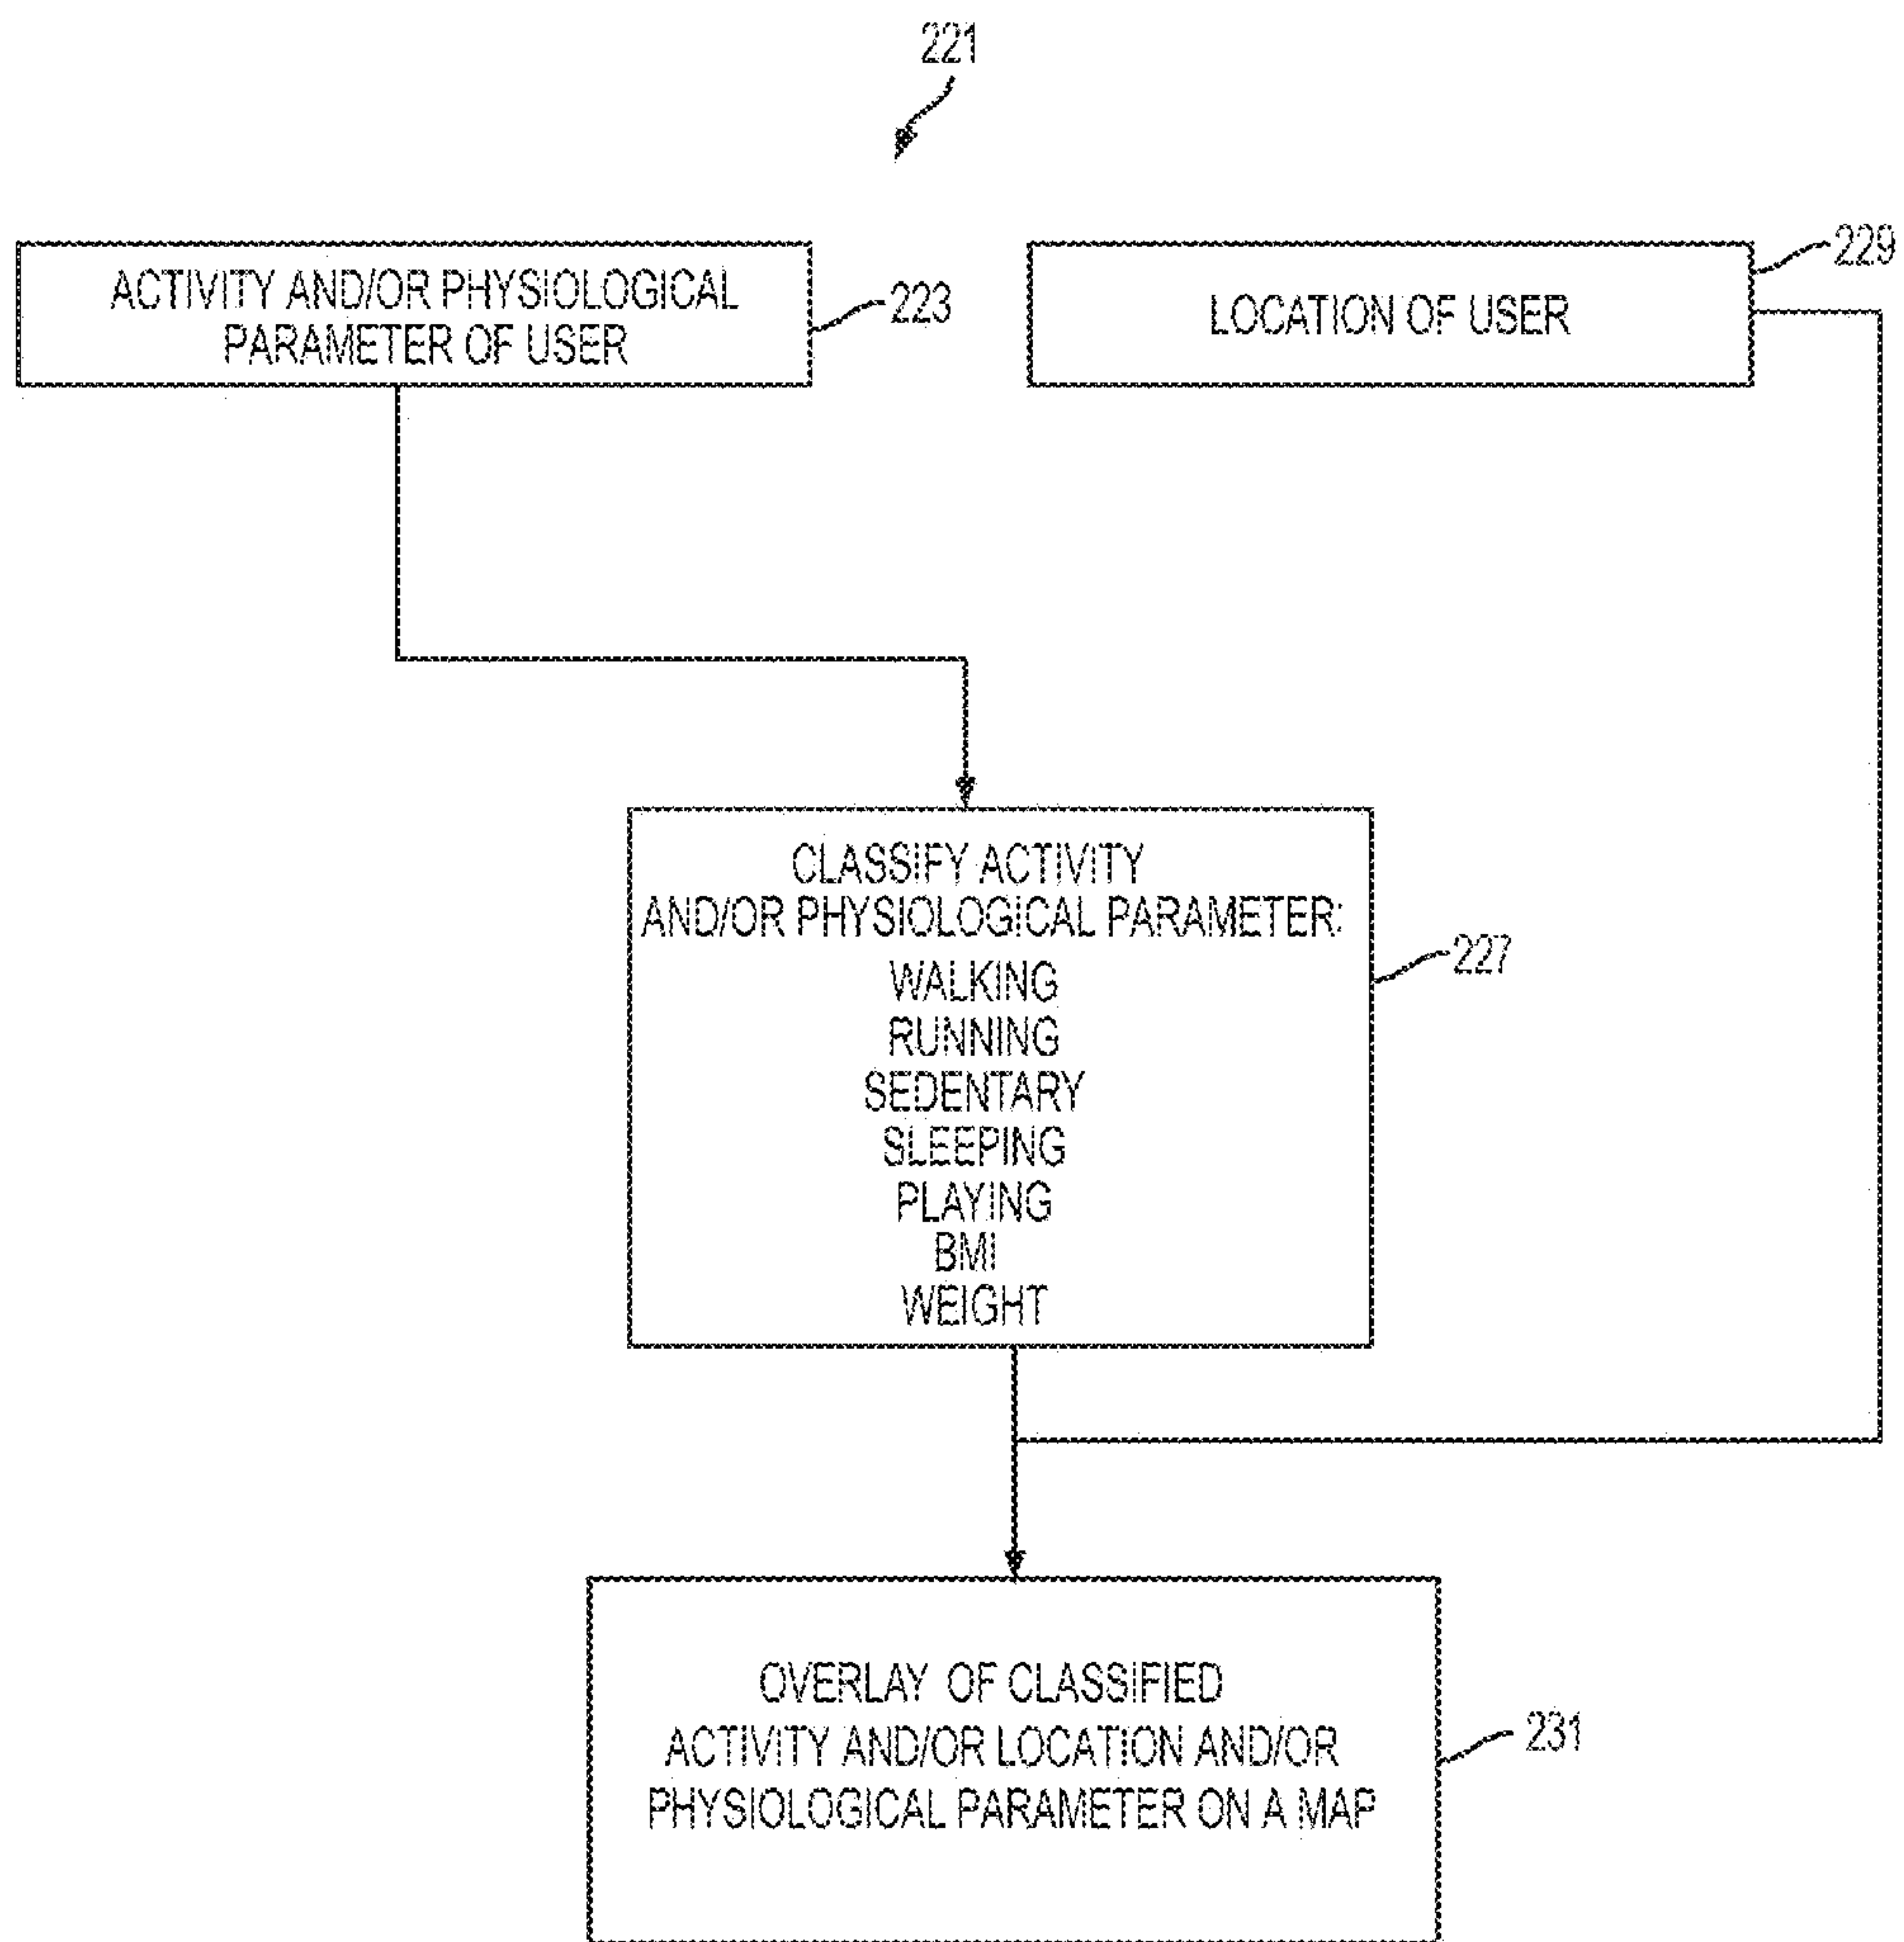 221
ACTIVITY AND/OR PHYSIOLOGICAL
PARAMETER OF USER
223
LOCATION OF USER
229
CLASSIFY ACTIVITY
AND/OR PHYSIOLOGICAL PARAMETER:
WALKING
RUNNING
SEDENTARY
SLEEPING
PLAYING
BMI
WEIGHT
227
OVERLAY OF CLASSIFIED
ACTIVITY AND/OR LOCATION AND/OR
PHYSIOLOGICAL PARAMETER ON A MAP
231